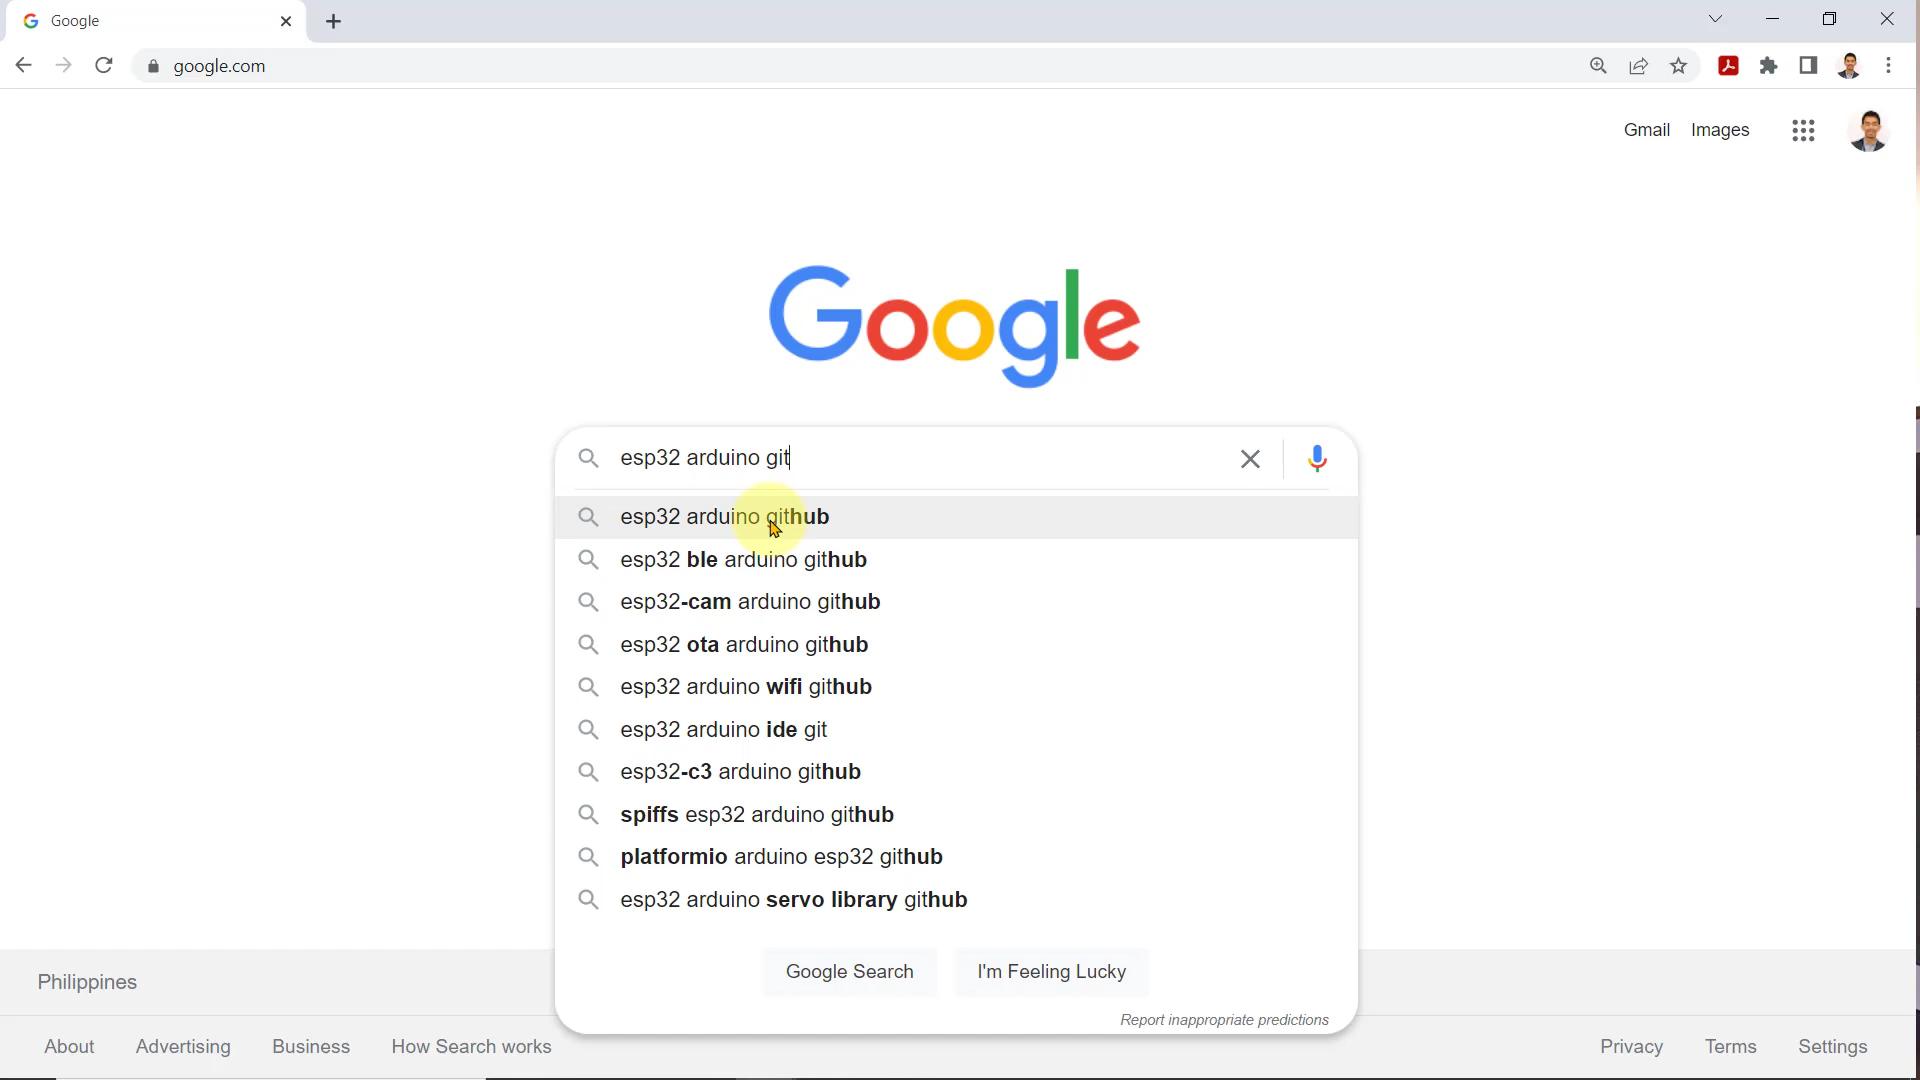 Google
google.com
Gmail Images
Google
esp32 arduino git
esp32 arduino github
esp32 ble arduino github
esp32-cam arduino github
esp32 ota arduino github
esp32 arduino wifi github
esp32 arduino ide git
esp32-c3 arduino github
spiffs esp32 arduino github
platformio arduino esp32 github
esp32 arduino servo library github
Google Search I'm Feeling Lucky
Report inappropriate predictions
Philippines
About Advertising Business How Search works Privacy Terms Settings